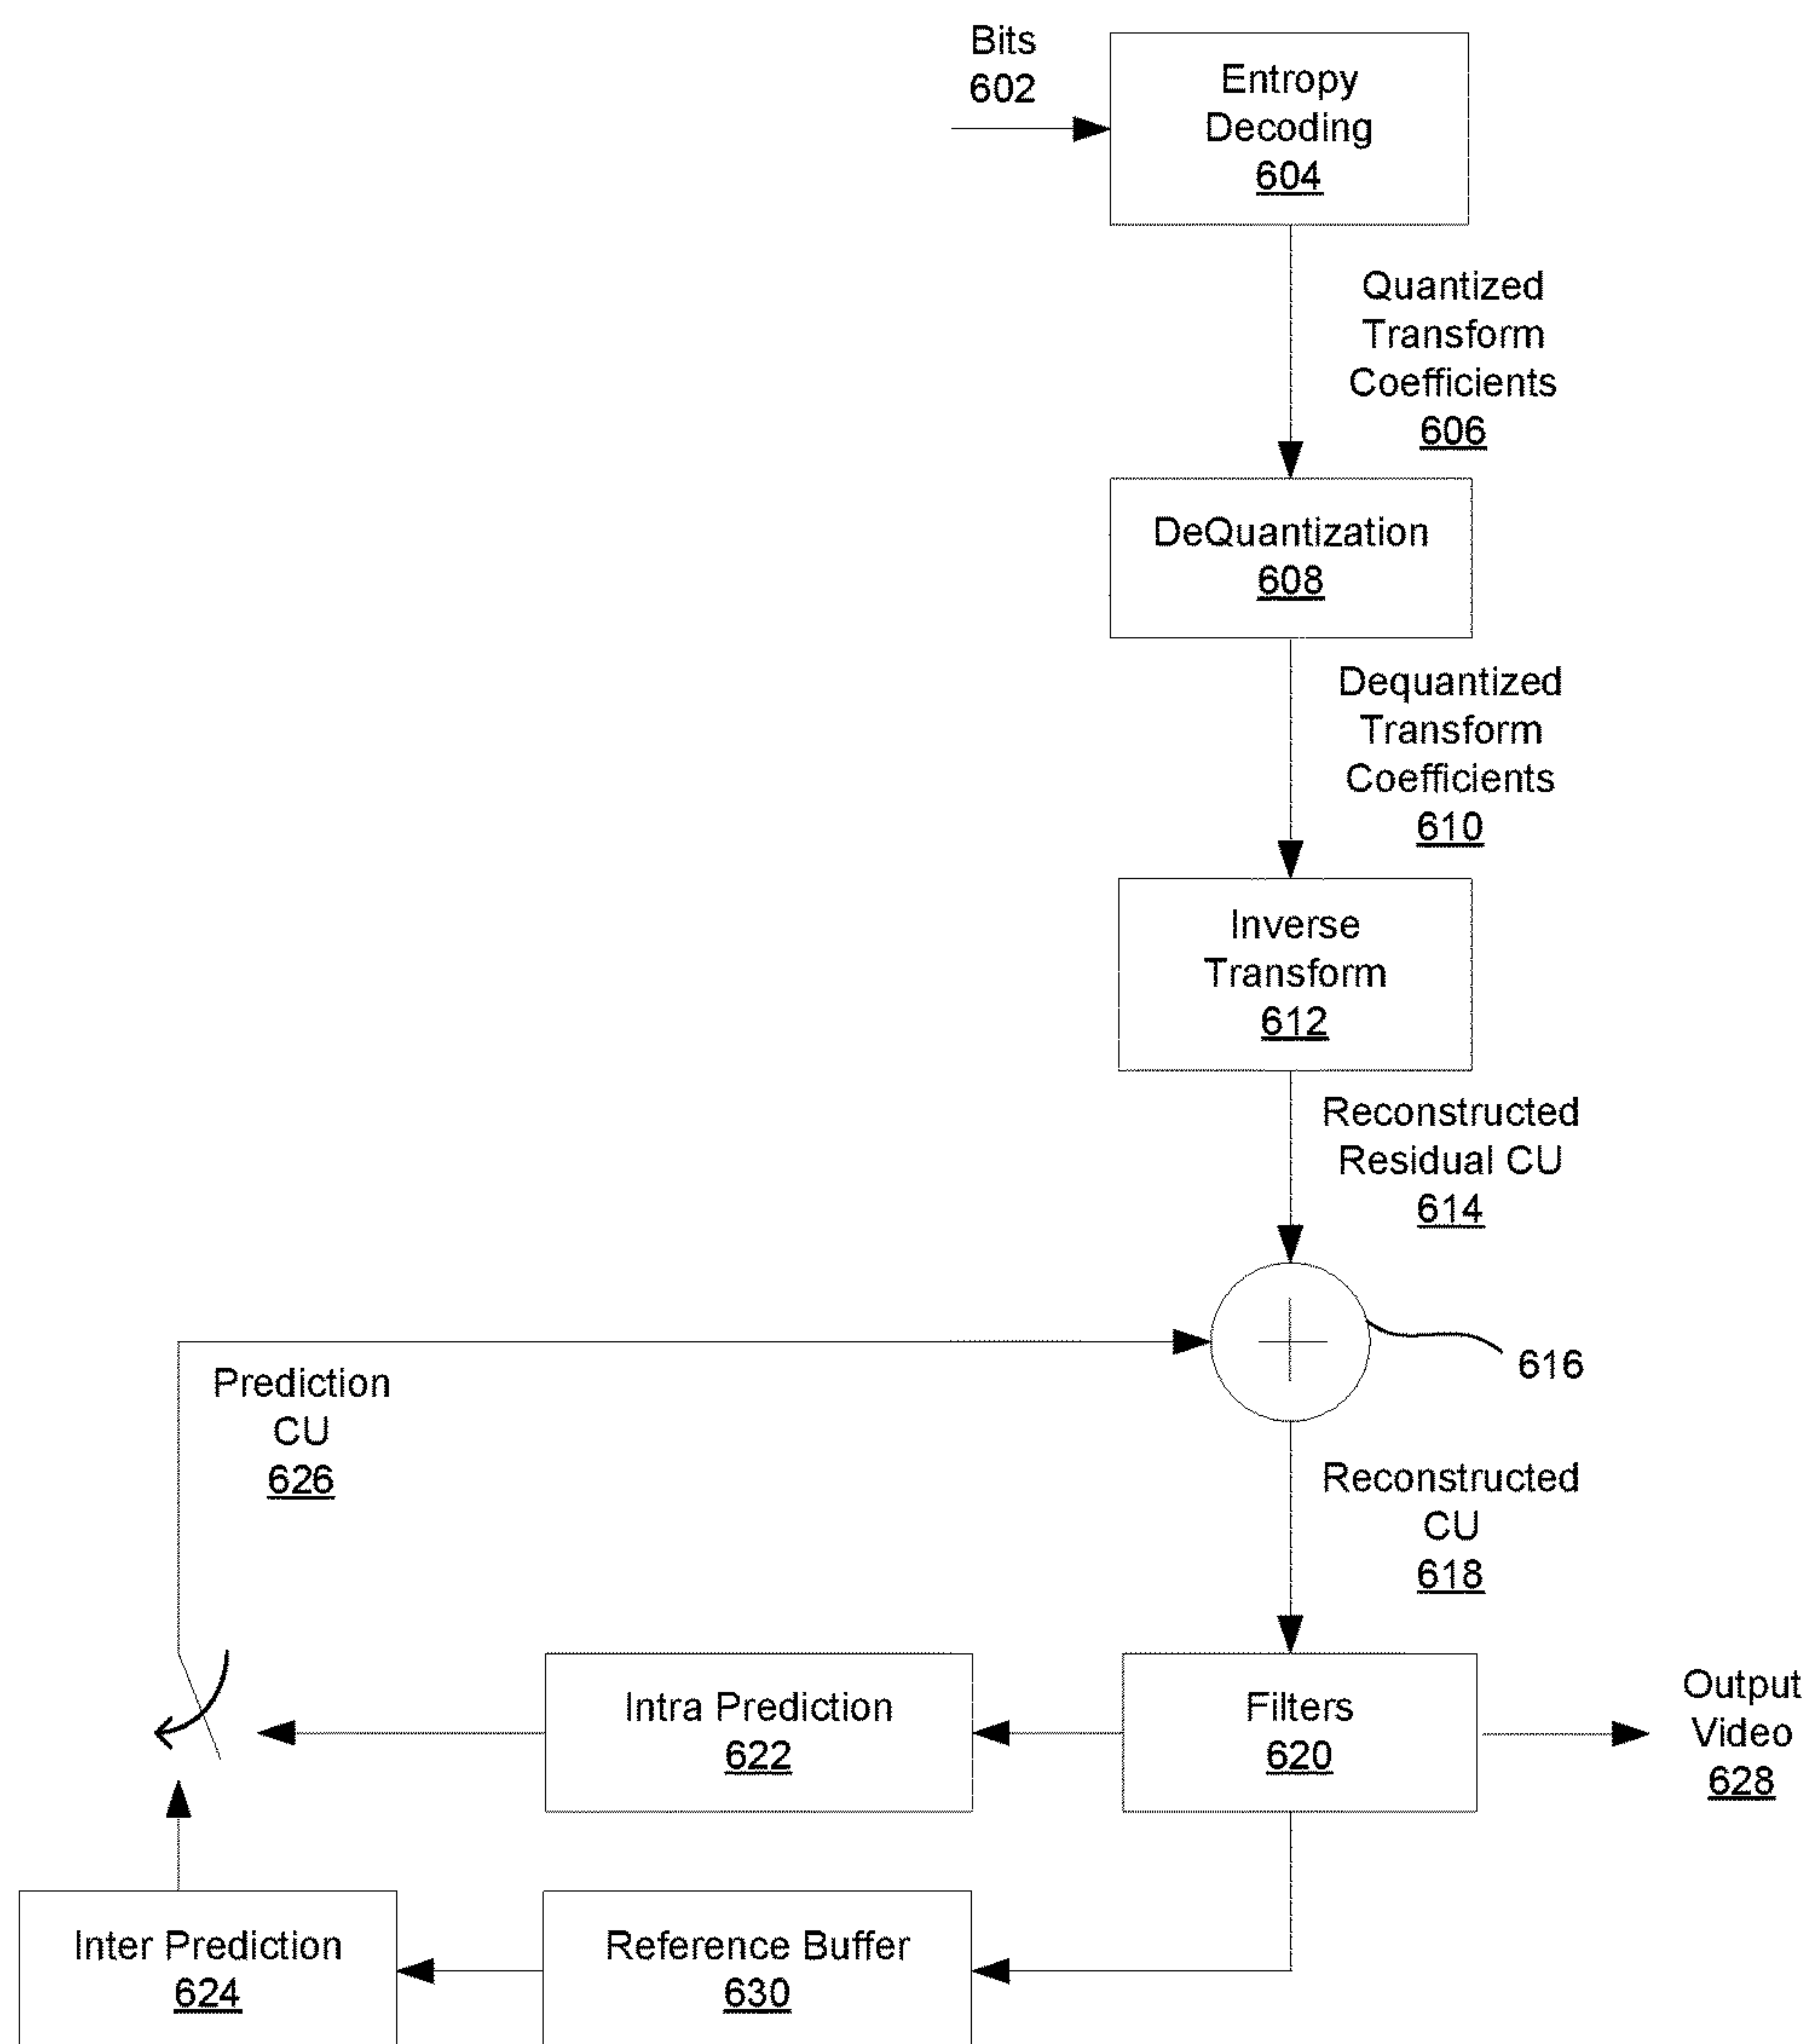 Bits
602
Entropy
Decoding
604
Quantized
Transform
Coefficients
606
DeQuantization
608
Dequantized
Transform
Coefficients
610
Inverse
Transform
612
Reconstructed
Residual CU
614
616
Prediction
CU
626
Reconstructed
CU
618
Intra Prediction
622
Filters
620
Output
Video
628
Inter Prediction
624
Reference Buffer
630